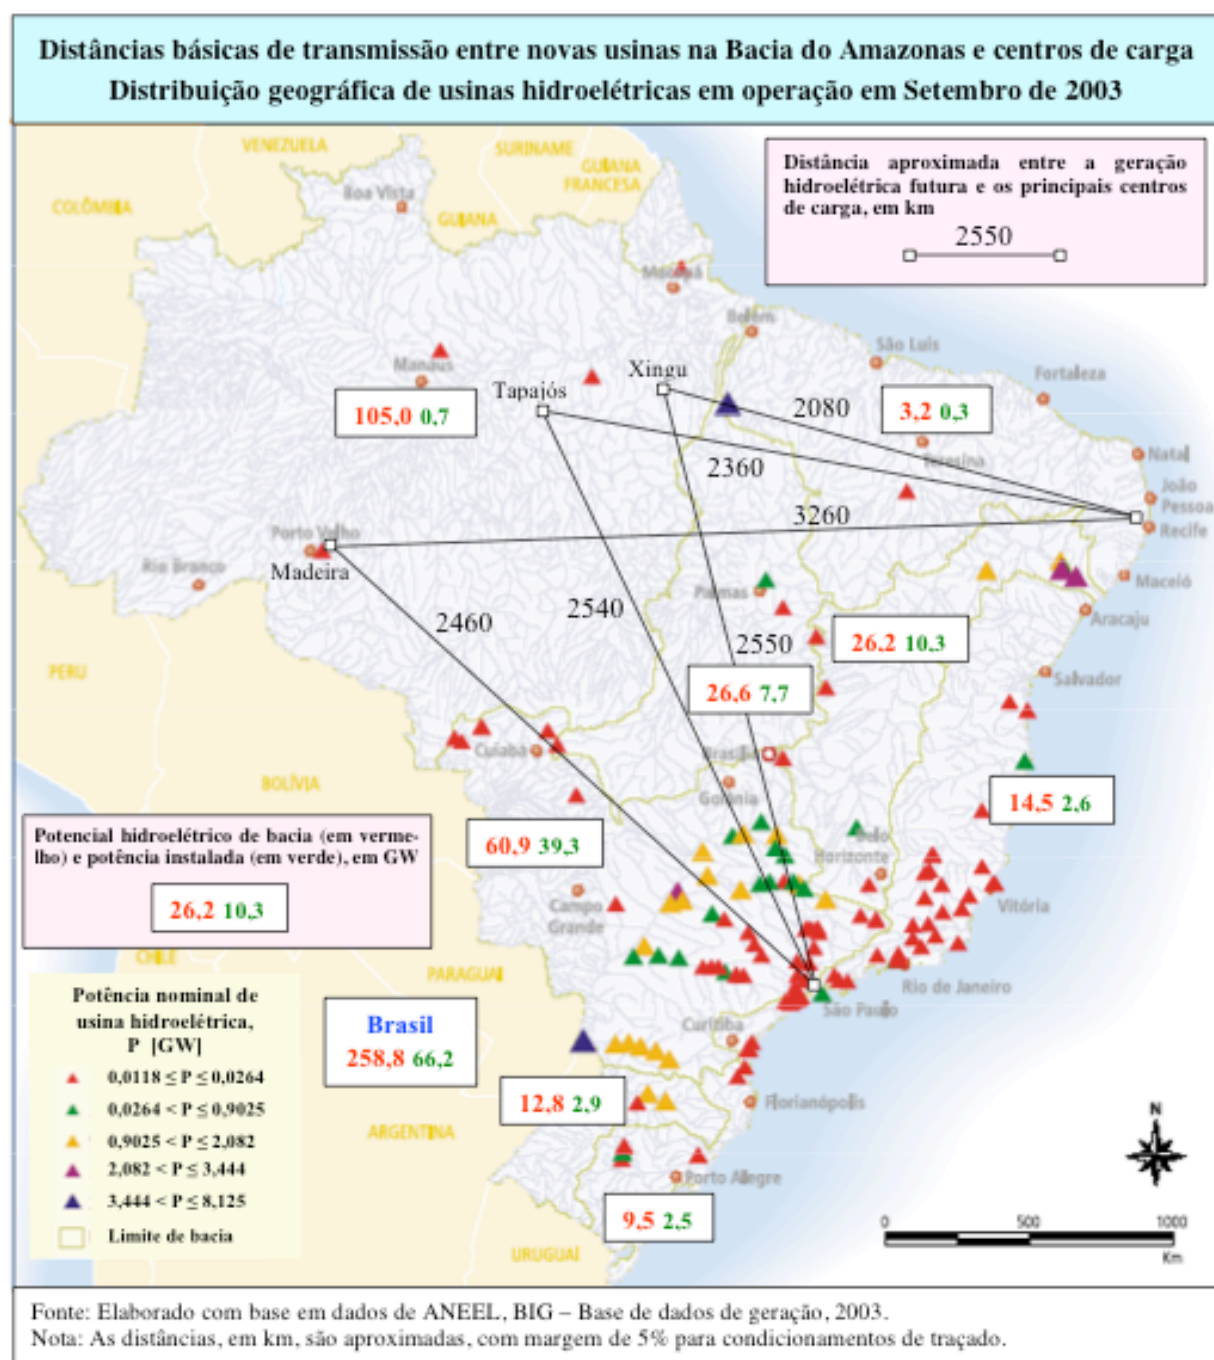 Distâncias básicas de transmissão entre novas usinas na Bacia do Amazonas e centros de carga
Distribuição geográfica de usinas hidroelétricas em operação em Setembro de 2003
VENEZUELA
SURINAME
GUIANA
FRANCESA
COLÔMBIA
Boa Vista
GUIANA
Distância aproximada entre a geração
hidroelétrica futura e os principais centros
de carga, em km
2550
Macapá
Belém
São Luis
Manaus
Fortaleza
Tapajós
Xingu
105,0 0,7
2080
3,2 0,3
Teresina
Natal
2360
João
Pessoa
3260
Recife
Porto Velho
Madeira
Rio Branco
Maceió
Palmas
2460
2540
Aracaju
2550
26,2 10,3
PERU
26,6 7,7
Salvador
Cuiabá
Brasília
Goiânia
BOLÍVIA
14,5 2,6
Potencial hidroelétrico de bacia (em verme-
lho) e potência instalada (em verde), em GW
26,2 10,3
60,9 39,3
Belo
Horizonte
Campo
Grande
Vitória
CHILE
PARAGUAI
Rio de Janeiro
São Paulo
Potência nominal de
usina hidroelétrica,
P [GW]
0,0118 ≤ P ≤ 0,0264
0,0264 < P ≤ 0,9025
0,9025 < P ≤ 2,082
2,082 < P ≤ 3,444
3,444 < P ≤ 8,125
Limite de bacia
Brasil
258,8 66,2
Curitiba
12,8 2,9
Florianópolis
ARGENTINA
N
Porto Alegre
9,5 2,5
URUGUAI
0 500 1000
Km
Fonte: Elaborado com base em dados de ANEEL, BIG – Base de dados de geração, 2003.
Nota: As distâncias, em km, são aproximadas, com margem de 5% para condicionamentos de traçado.